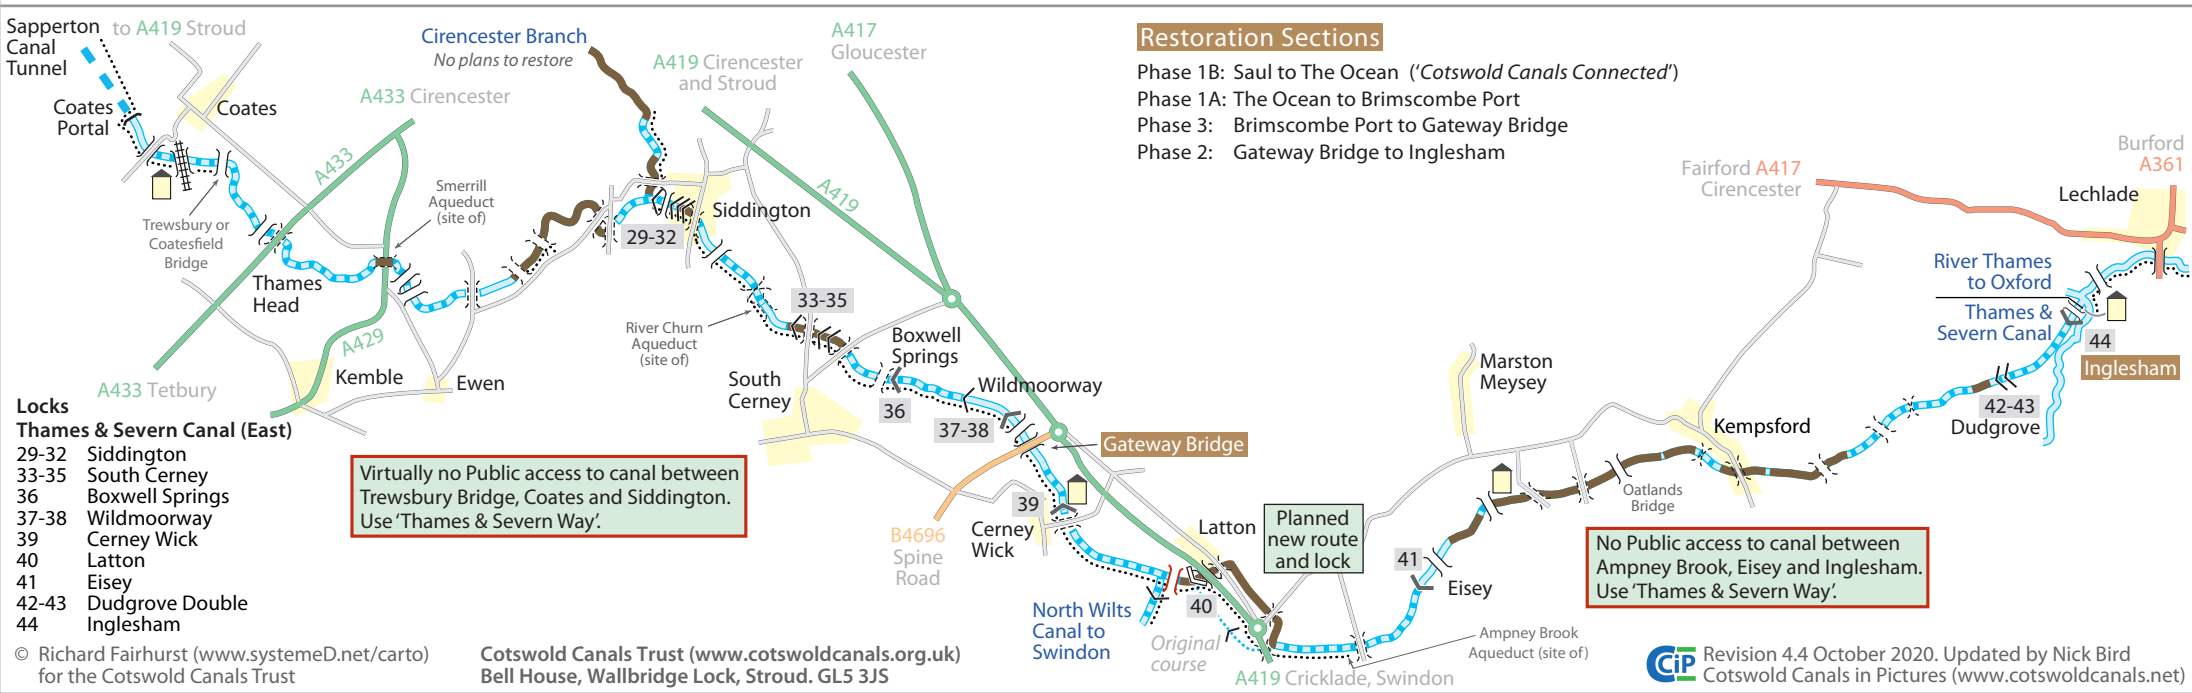 Sapperton
Canal
Tunnel
to A419 Stroud
Coates
Portal
Coates
A433 Cirencester
Cirencester Branch
No plans to restore
A419 Cirencester
and Stroud
A417
Gloucester
Restoration Sections
Phase 1B: Saul to The Ocean ('Cotswold Canals Connected')
Phase 1A: The Ocean to Brimscombe Port
Phase 3: Brimscombe Port to Gateway Bridge
Phase 2: Gateway Bridge to Inglesham
Burford
A361
Fairford A417
Cirencester
Lechlade
A433
Smerrill
Aqueduct
(site of)
A419
Siddington
29-32
Trewsbury or
Coatesfield
Bridge
Thames
Head
River Thames
to Oxford
Thames &
Severn Canal
44
Inglesham
33-35
River Churn
Aqueduct
(site of)
Boxwell
Springs
A429
Kemble
Ewen
A433 Tetbury
South
Cerney
Wildmoorway
36
37-38
Marston
Meysey
42-43
Dudgrove
Kempsford
Gateway Bridge
Locks
Thames & Severn Canal (East)
29-32 Siddington
33-35 South Cerney
36 Boxwell Springs
37-38 Wildmoorway
39 Cerney Wick
40 Latton
41 Eisey
42-43 Dudgrove Double
44 Inglesham
Virtually no Public access to canal between
Trewsbury Bridge, Coates and Siddington.
Use 'Thames & Severn Way'.
39
Cerney
Wick
B4696
Spine
Road
Latton
Planned
new route
and lock
Oatlands
Bridge
No Public access to canal between
Ampney Brook, Eisey and Inglesham.
Use 'Thames & Severn Way'.
41
Eisey
40
North Wilts
Canal to
Swindon
Original
course
Ampney Brook
Aqueduct (site of)
A419 Cricklade, Swindon
© Richard Fairhurst (www.systemeD.net/carto)
for the Cotswold Canals Trust
Cotswold Canals Trust (www.cotswoldcanals.org.uk)
Bell House, Wallbridge Lock, Stroud. GL5 3JS
CiP
Revision 4.4 October 2020. Updated by Nick Bird
Cotswold Canals in Pictures (www.cotswoldcanals.net)